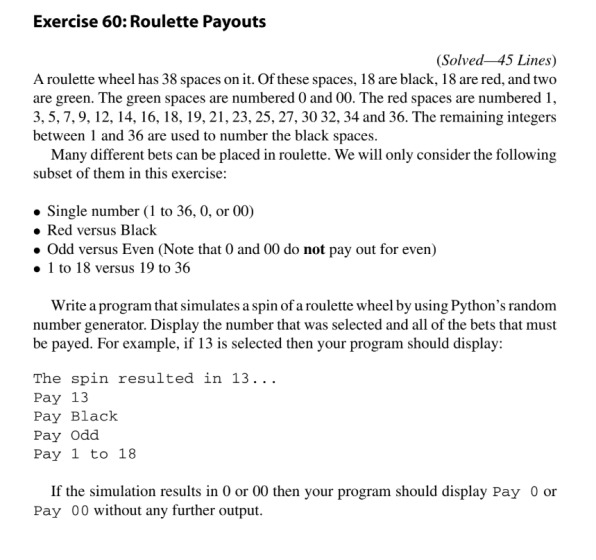 Exercise 60: Roulette Payouts
(Solved—45 Lines)
A roulette wheel has 38 spaces on it. Of these spaces, 18 are black, 18 are red, and two
are green. The green spaces are numbered 0 and 00. The red spaces are numbered 1,
3, 5, 7, 9, 12, 14, 16, 18, 19, 21, 23, 25, 27, 30 32, 34 and 36. The remaining integers
between 1 and 36 are used to number the black spaces.
Many different bets can be placed in roulette. We will only consider the following
subset of them in this exercise:
• Single number (1 to 36, 0, or 00)
• Red versus Black
• Odd versus Even (Note that 0 and 00 do not pay out for even)
• 1 to 18 versus 19 to 36
Write a program that simulates a spin of a roulette wheel by using Python's random
number generator. Display the number that was selected and all of the bets that must
be payed. For example, if 13 is selected then your program should display:
The spin resulted in 13...
Pay 13
Pay Black
Pay Odd
Pay 1 to 18
If the simulation results in 0 or 00 then your program should display Pay 0 or
Pay 00 without any further output.